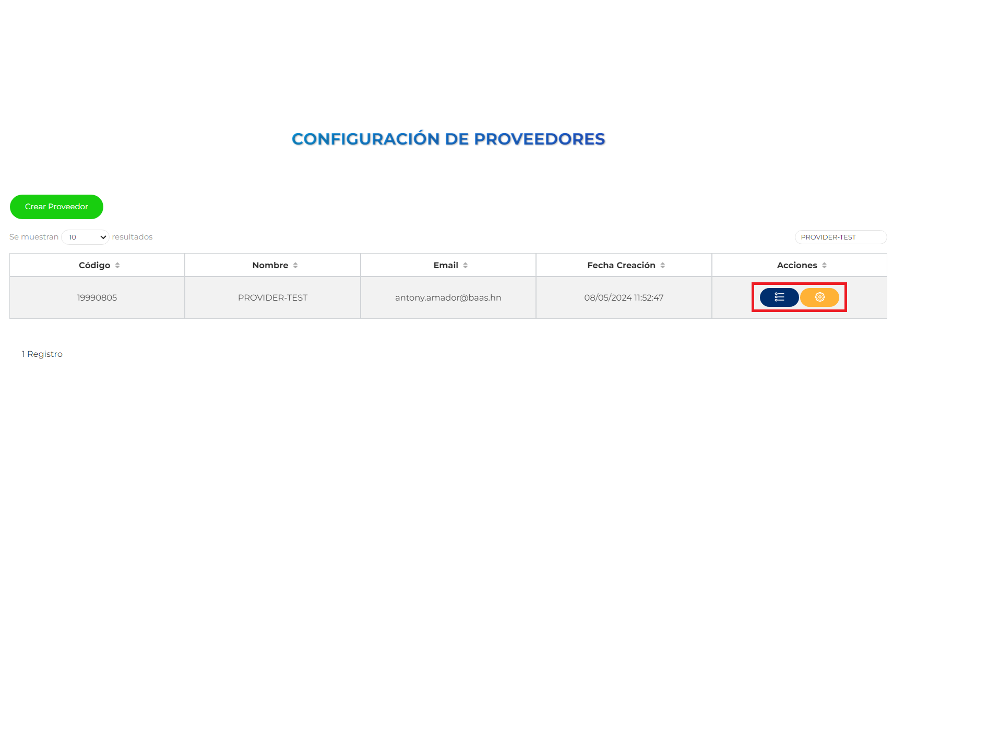 CONFIGURACIÓN DE PROVEEDORES
Crear Proveedor
Se muestran 10 resultados
PROVIDER-TEST
Código Nombre Email Fecha Creación Acciones
19990805 PROVIDER-TEST antony.amador@baas.hn 08/05/2024 11:52:47
1 Registro